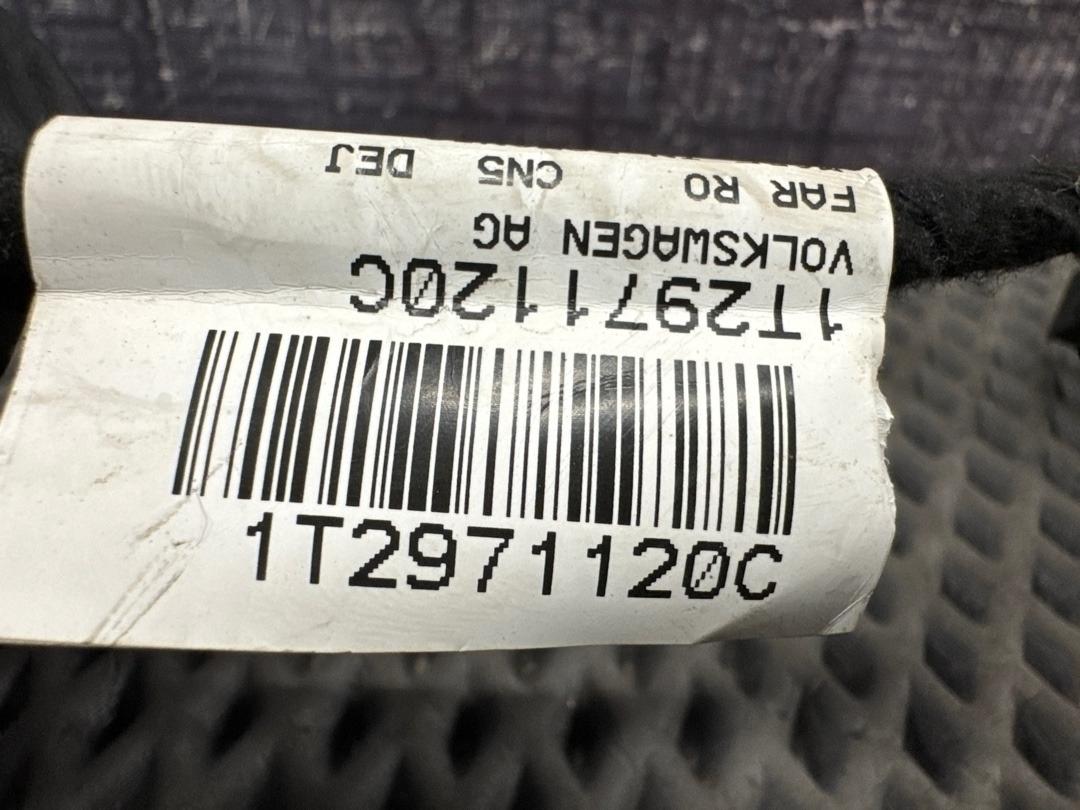 FAR RO CN5 DEJ
VOLKSWAGEN AG
1T2971120C
1T2971120C